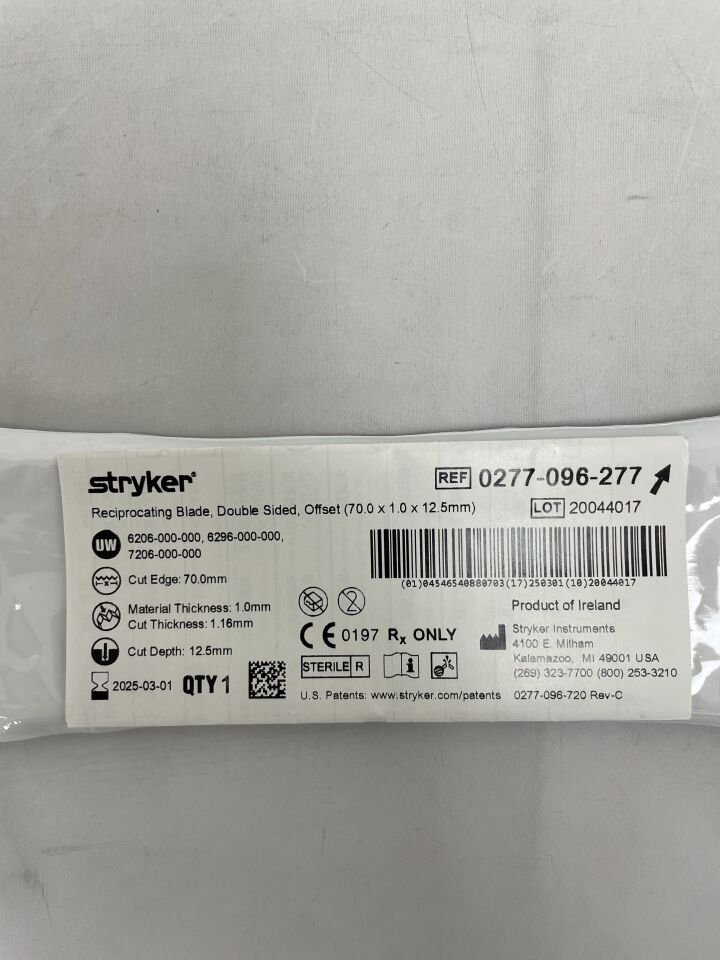 stryker®
REF 0277-096-277
Reciprocating Blade, Double Sided, Offset (70.0 x 1.0 x 12.5mm)
LOT 20044017
UW 6206-000-000, 6296-000-000,
7206-000-000
(01)04546540880703(17)250301(10)20044017
Cut Edge: 70.0mm
Material Thickness: 1.0mm
Cut Thickness: 1.16mm
Cut Depth: 12.5mm
2025-03-01 QTY 1
2
CE 0197 Rx ONLY
STERILE R
i
U.S. Patents: www.stryker.com/patents
Product of Ireland
Stryker Instruments
4100 E. Milham
Kalamazoo, MI 49001 USA
(269) 323-7700 (800) 253-3210
0277-096-720 Rev-C